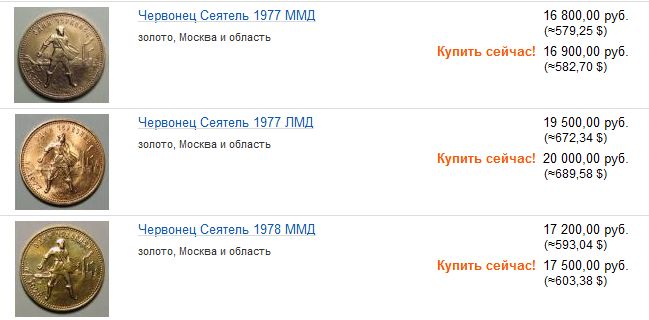 Червонец Сеятель 1977 ММД
16 800,00 руб.
золото, Москва и область
(≈579,25 $)
Купить сейчас! 16 900,00 руб.
(≈582,70 $)
Червонец Сеятель 1977 ЛМД
19 500,00 руб.
золото, Москва и область
(≈672,34 $)
Купить сейчас! 20 000,00 руб.
(≈689,58 $)
Червонец Сеятель 1978 ММД
17 200,00 руб.
золото, Москва и область
(≈593,04 $)
Купить сейчас! 17 500,00 руб.
(≈603,38 $)